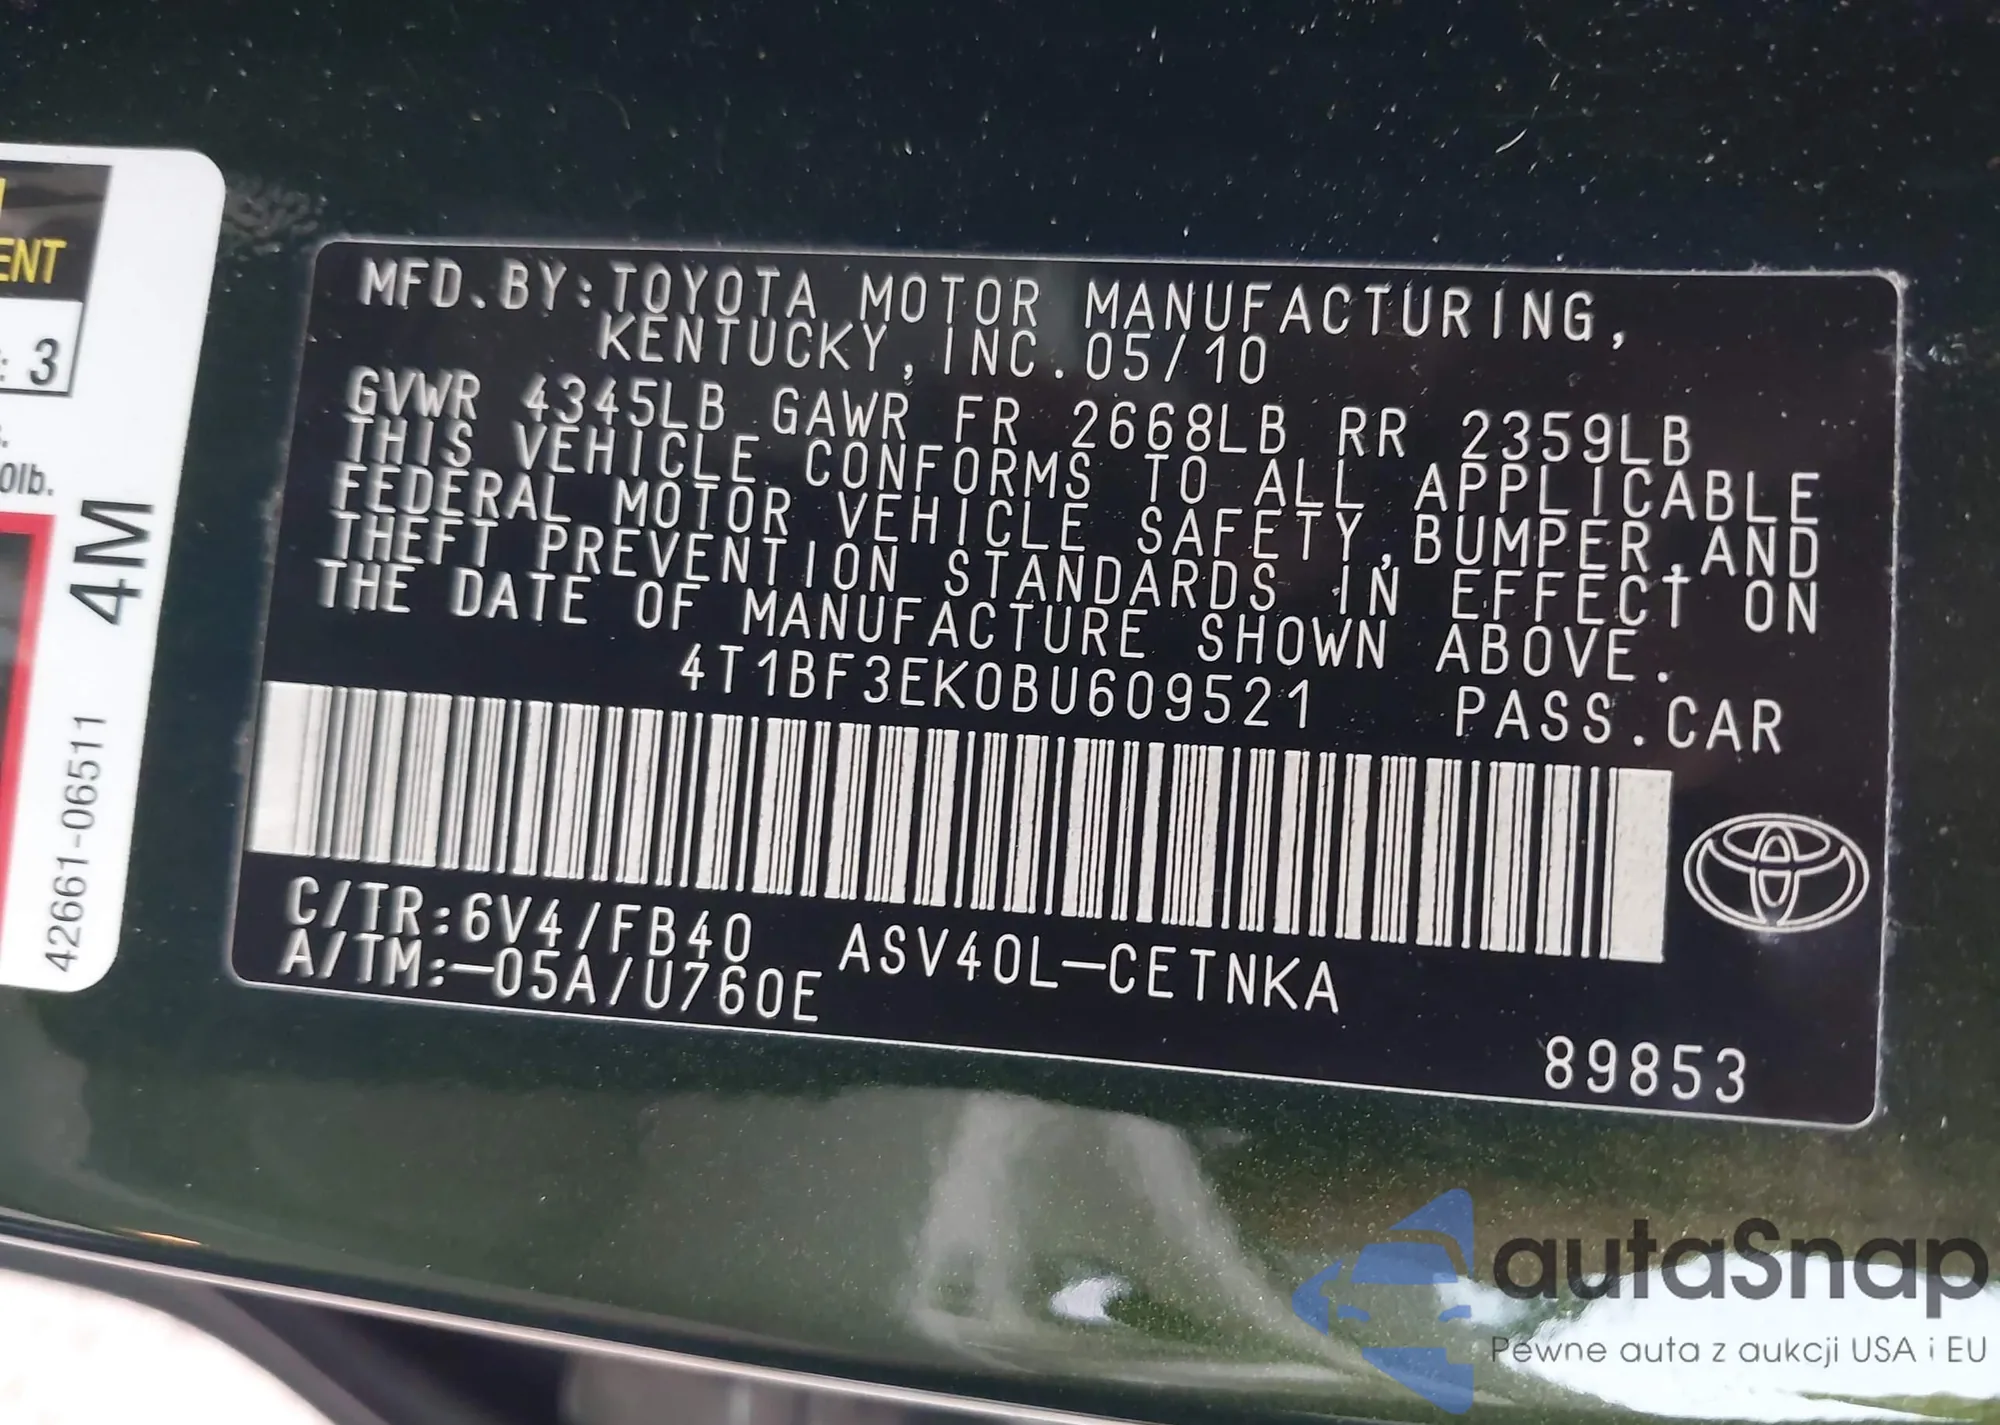 ENT
: 3
0lb.
4M
42661-06511
MFD.BY:TOYOTA MOTOR MANUFACTURING,
KENTUCKY, INC.05/10
GVWR 4345LB GAWR FR 2668LB RR 2359LB
THIS VEHICLE CONFORMS TO ALL APPLICABLE
FEDERAL MOTOR VEHICLE SAFETY,BUMPER,AND
THEFT PREVENTION STANDARDS IN EFFECT ON
THE DATE OF MANUFACTURE SHOWN ABOVE.
4T1BF3EK0BU609521 PASS.CAR
C/TR:6V4/FB40 ASV40L-CETNKA
A/TM:-05A/U760E
89853
autaSnap
Pewne auta z aukcji USA i EU